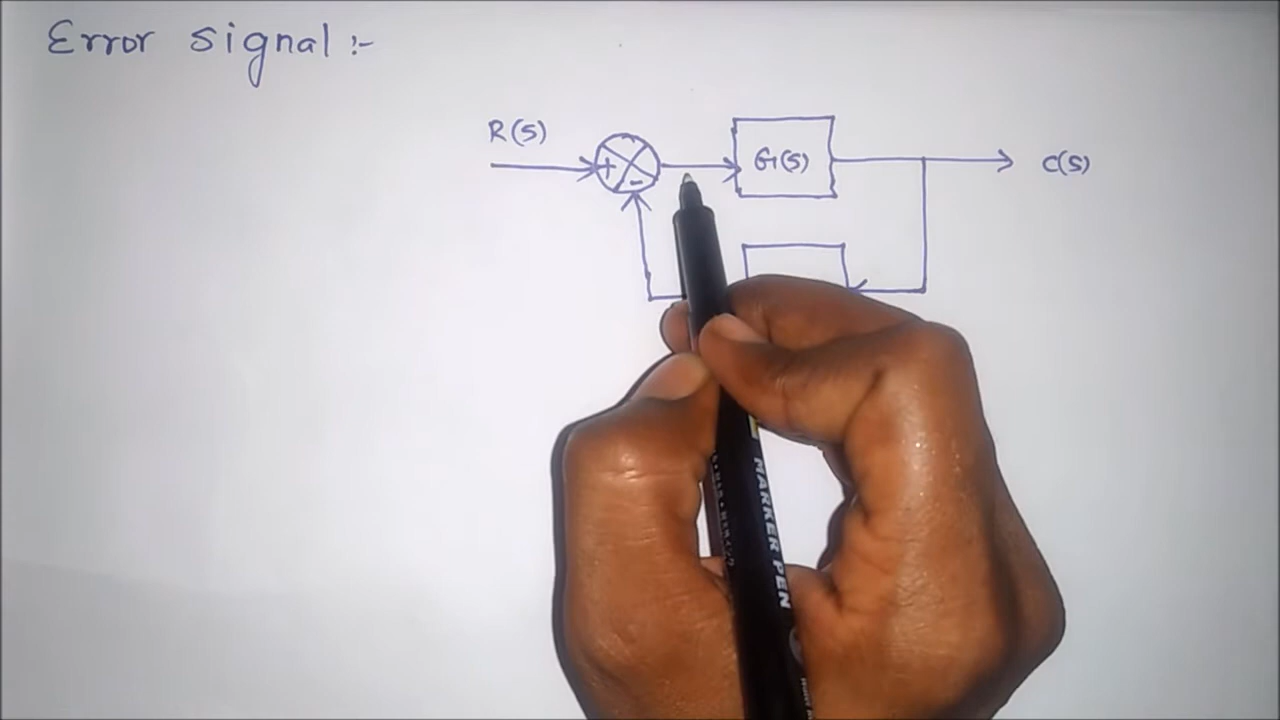 Error signal :-
R(S)
+
-
G(S)
C(S)
MARKER PEN